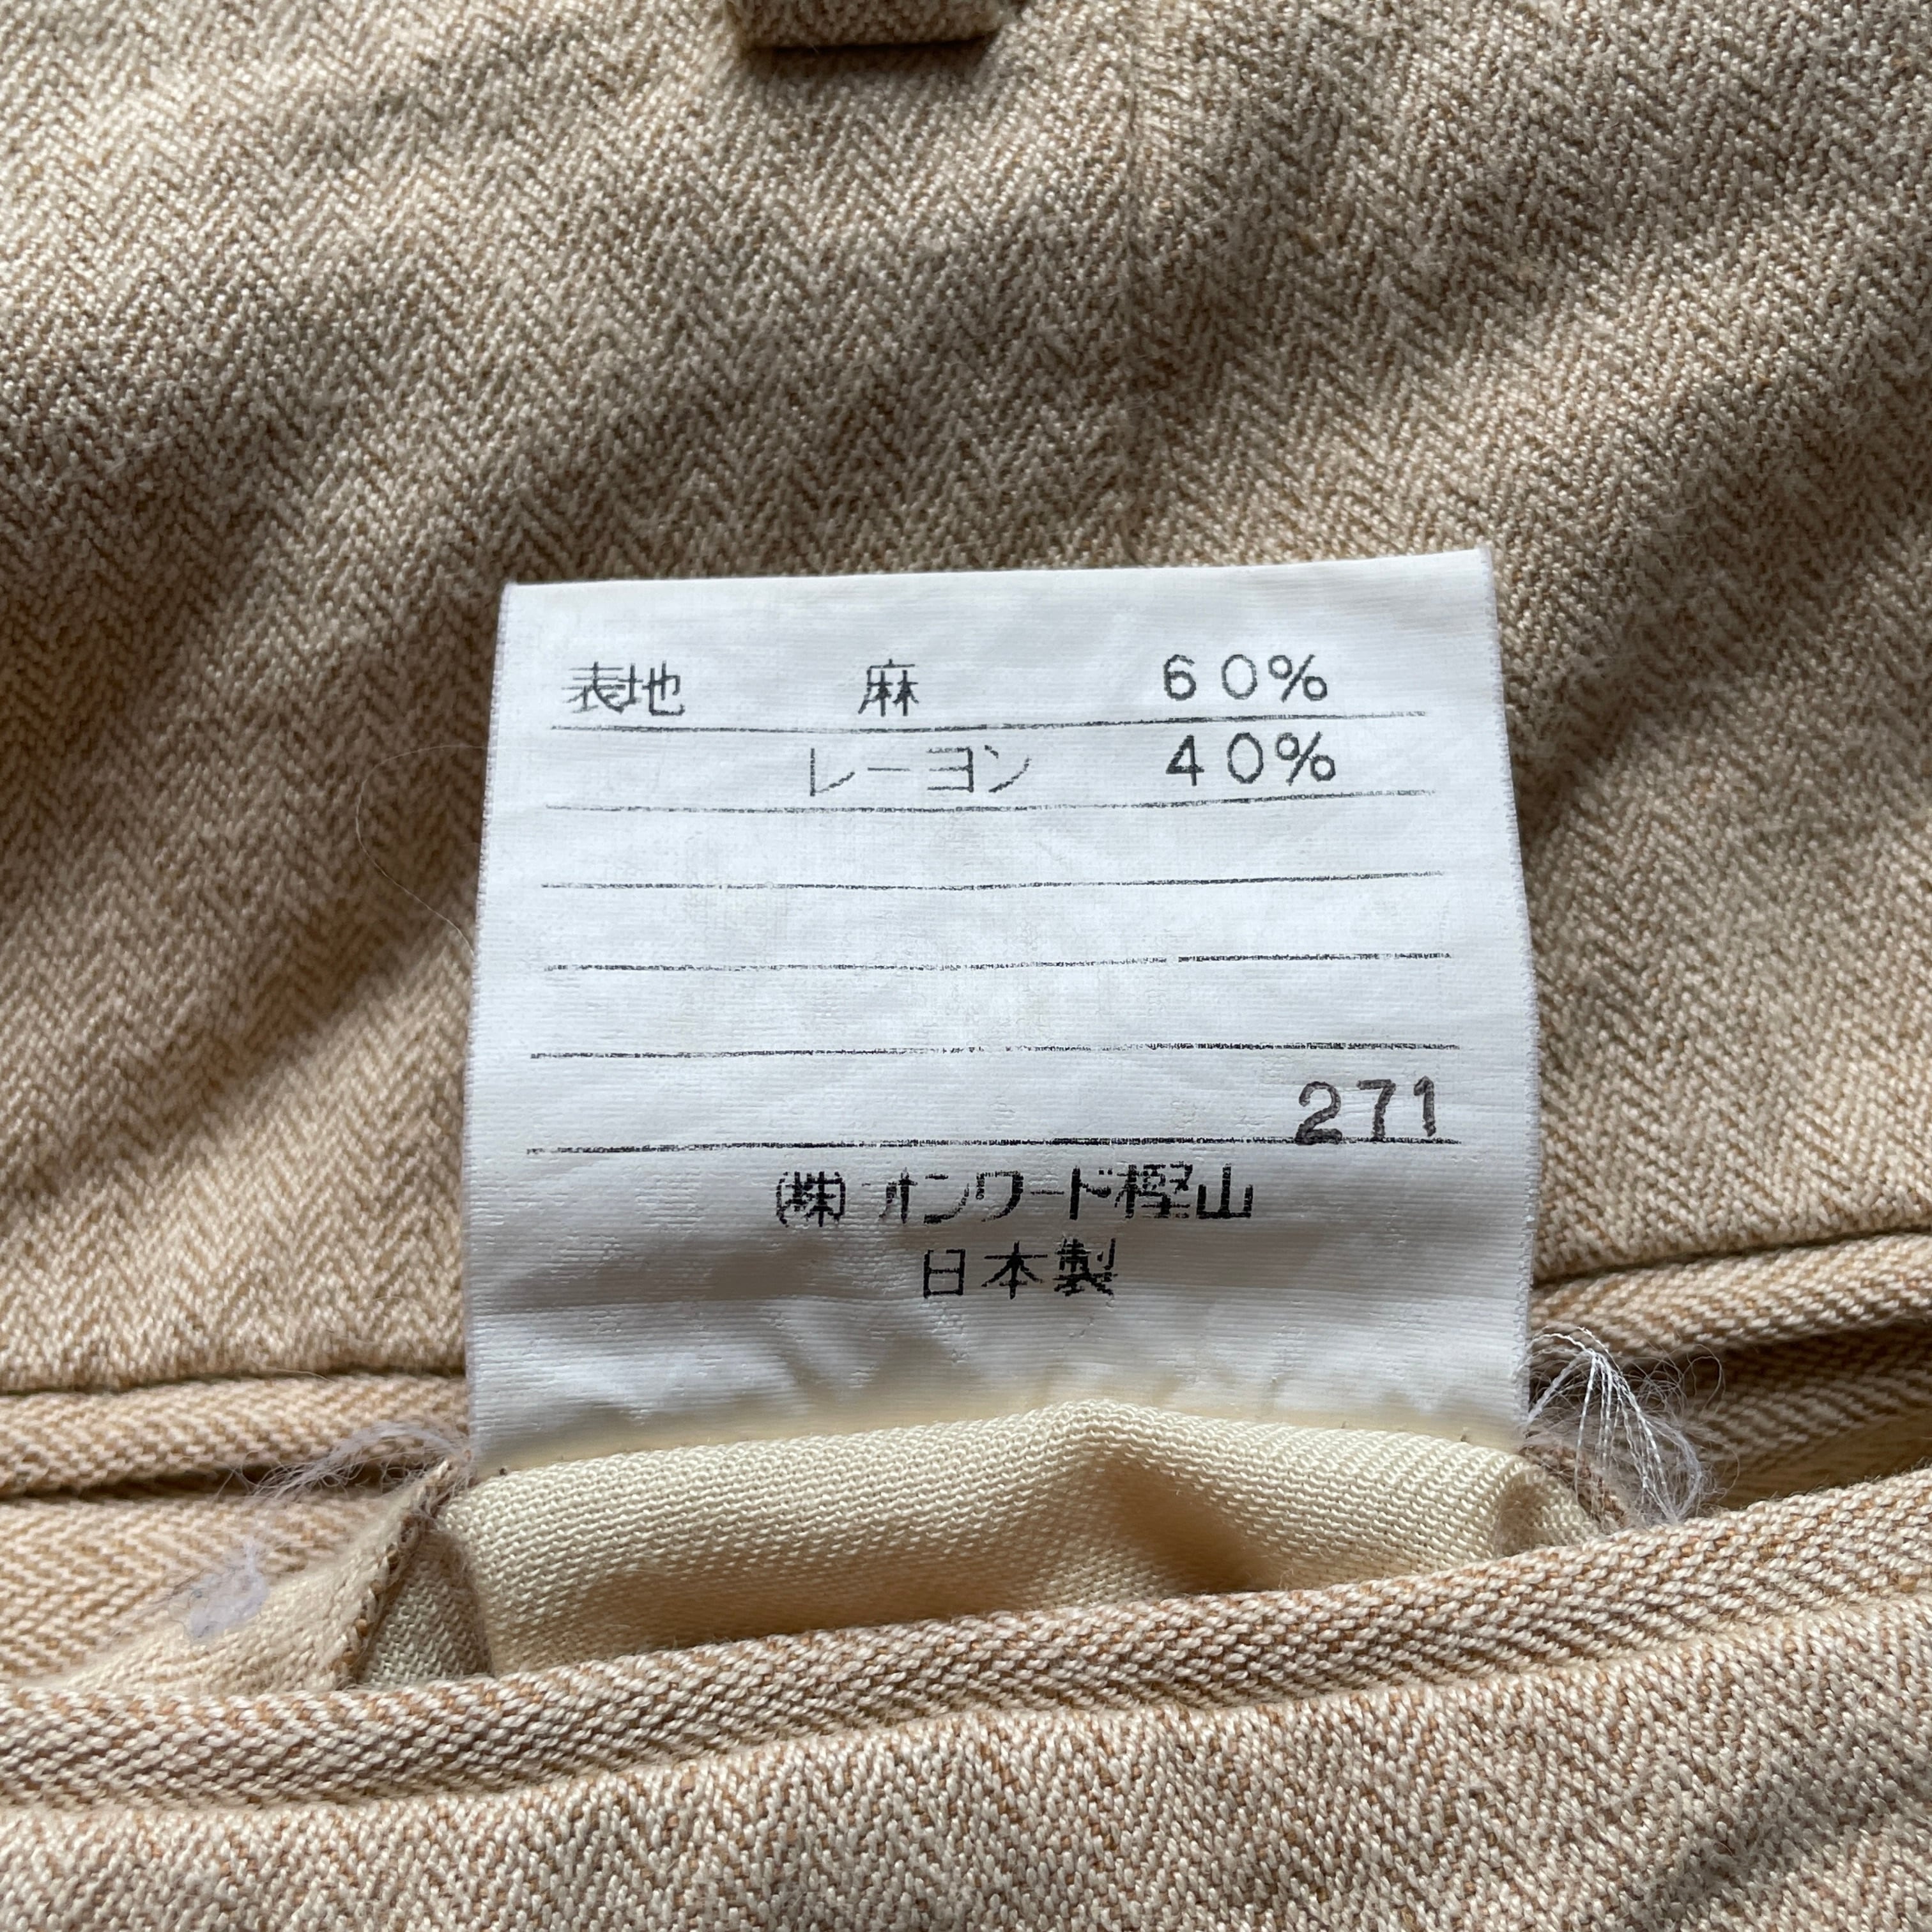 表地 麻 60%
レーヨン 40%
271
(株)オンワード樫山
日本製